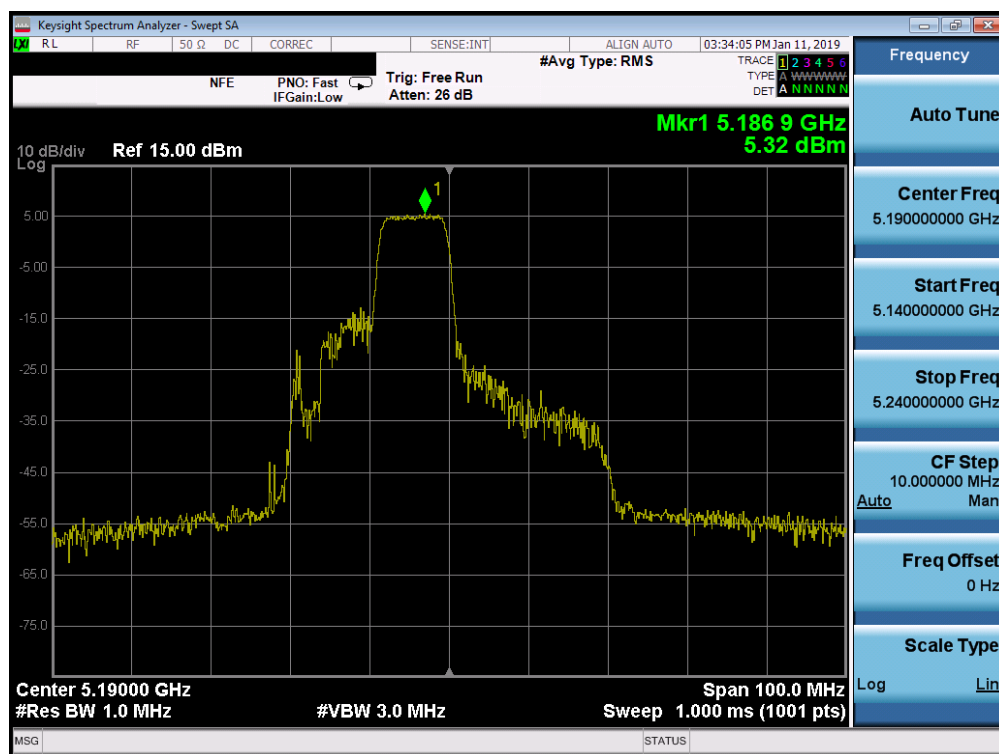 Keysight Spectrum Analyzer - Swept SA
LXI RL RF 50 Ω DC CORREC SENSE:INT ALIGN AUTO 03:34:05 PM Jan 11, 2019
Frequency
NFE PNO: Fast Trig: Free Run #Avg Type: RMS TRACE 1 2 3 4 5 6
IFGain:Low Atten: 26 dB TYPE A WWWWW
DET A N N N N N
Auto Tune
Mkr1 5.186 9 GHz
5.32 dBm
10 dB/div Ref 15.00 dBm
Log
1
5.00
-5.00
-15.0
-25.0
-35.0
-45.0
-55.0
-65.0
-75.0
Center 5.19000 GHz Span 100.0 MHz
#Res BW 1.0 MHz #VBW 3.0 MHz Sweep 1.000 ms (1001 pts)
Center Freq
5.190000000 GHz
Start Freq
5.140000000 GHz
Stop Freq
5.240000000 GHz
CF Step
10.000000 MHz
Auto Man
Freq Offset
0 Hz
Scale Type
Log Lin
MSG STATUS